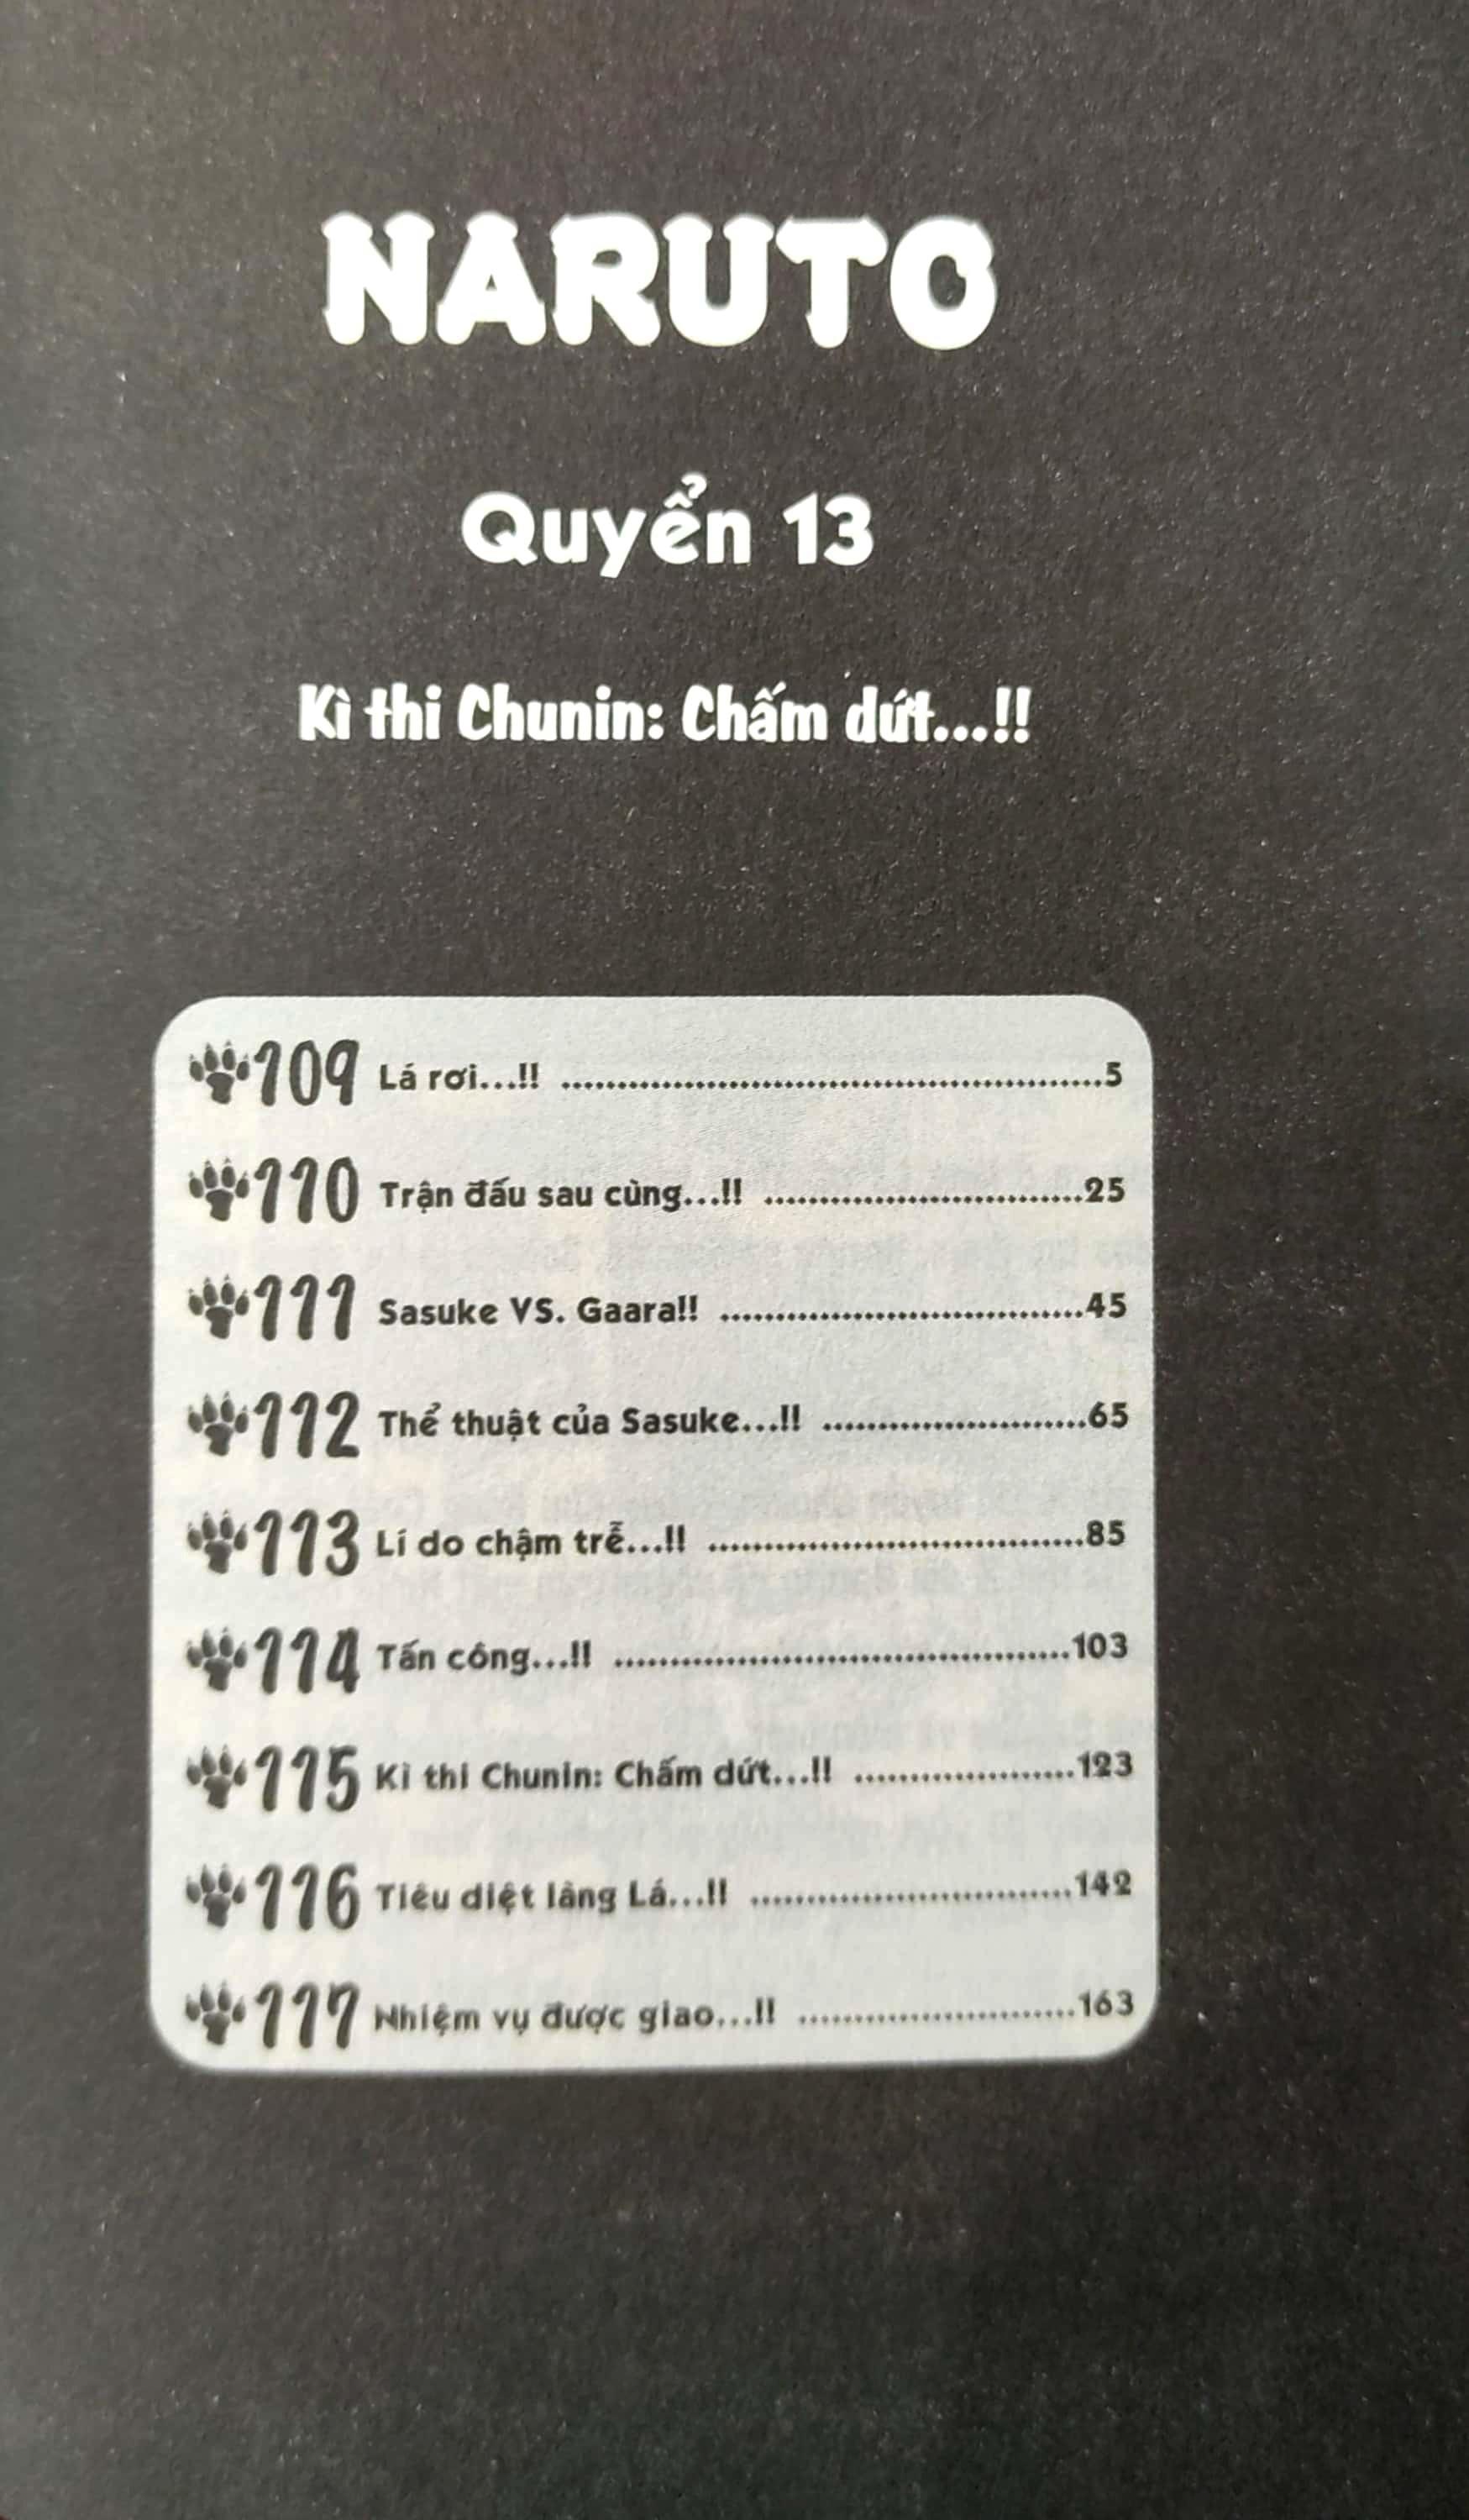 NARUTO
Quyển 13
Kì thi Chunin: Chấm dứt...!!
109 Lá rơi...!! ................................................5
110 Trận đấu sau cùng...!! ................................25
111 Sasuke VS. Gaara!! ....................................45
112 Thể thuật của Sasuke...!! ..........................65
113 Lí do chậm trễ...!! .....................................85
114 Tấn công...!! .............................................103
115 Kì thi Chunin: Chấm dứt...!! ......................123
116 Tiêu diệt làng Lá...!! ................................142
117 Nhiệm vụ được giao...!! ...........................163